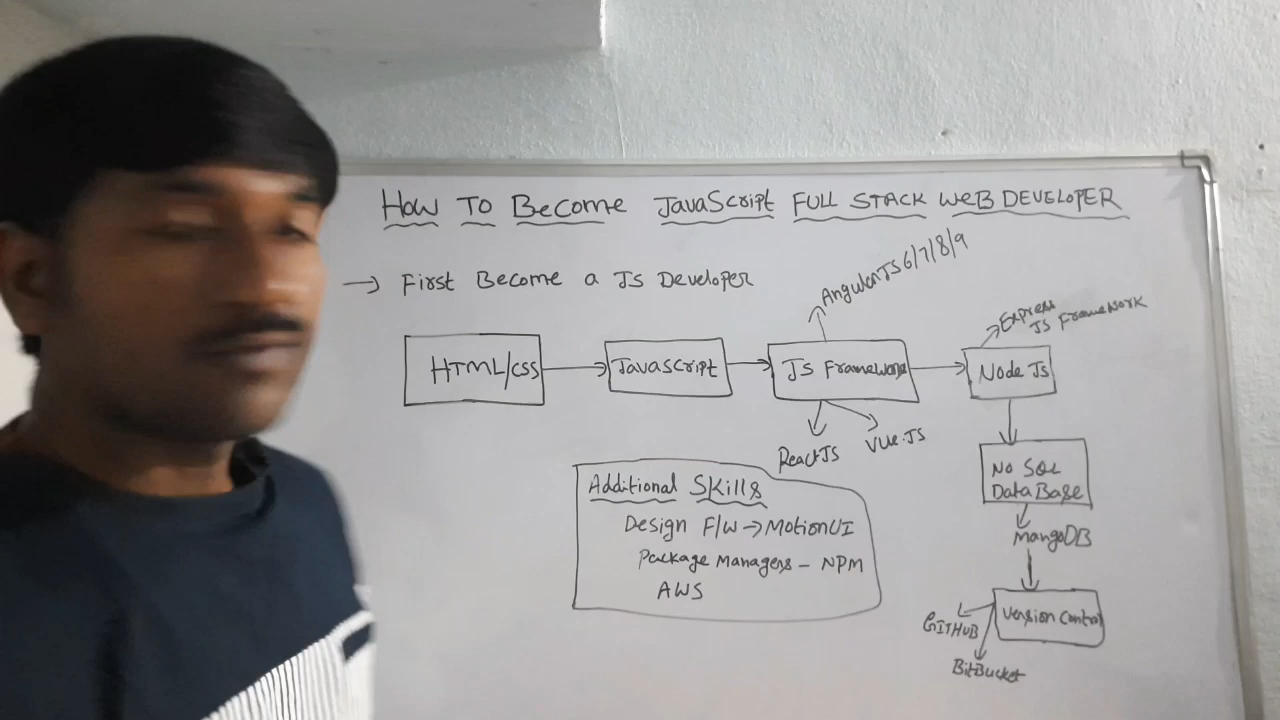 How To Become JavaScript FULL STACK WEB DEVELOPER
→ First Become a JS Developer
AngularJS 6/7/8/9
Express
JS FrameWork
HTML/CSS
JavaScript
JS Framework
Node Js
ReactJS
Vue.JS
No SQL
DataBase
MangoDB
Version Control
GITHUB
BitBucket
Additional Skills
Design F/W → MotionUI
Package Managers - NPM
AWS